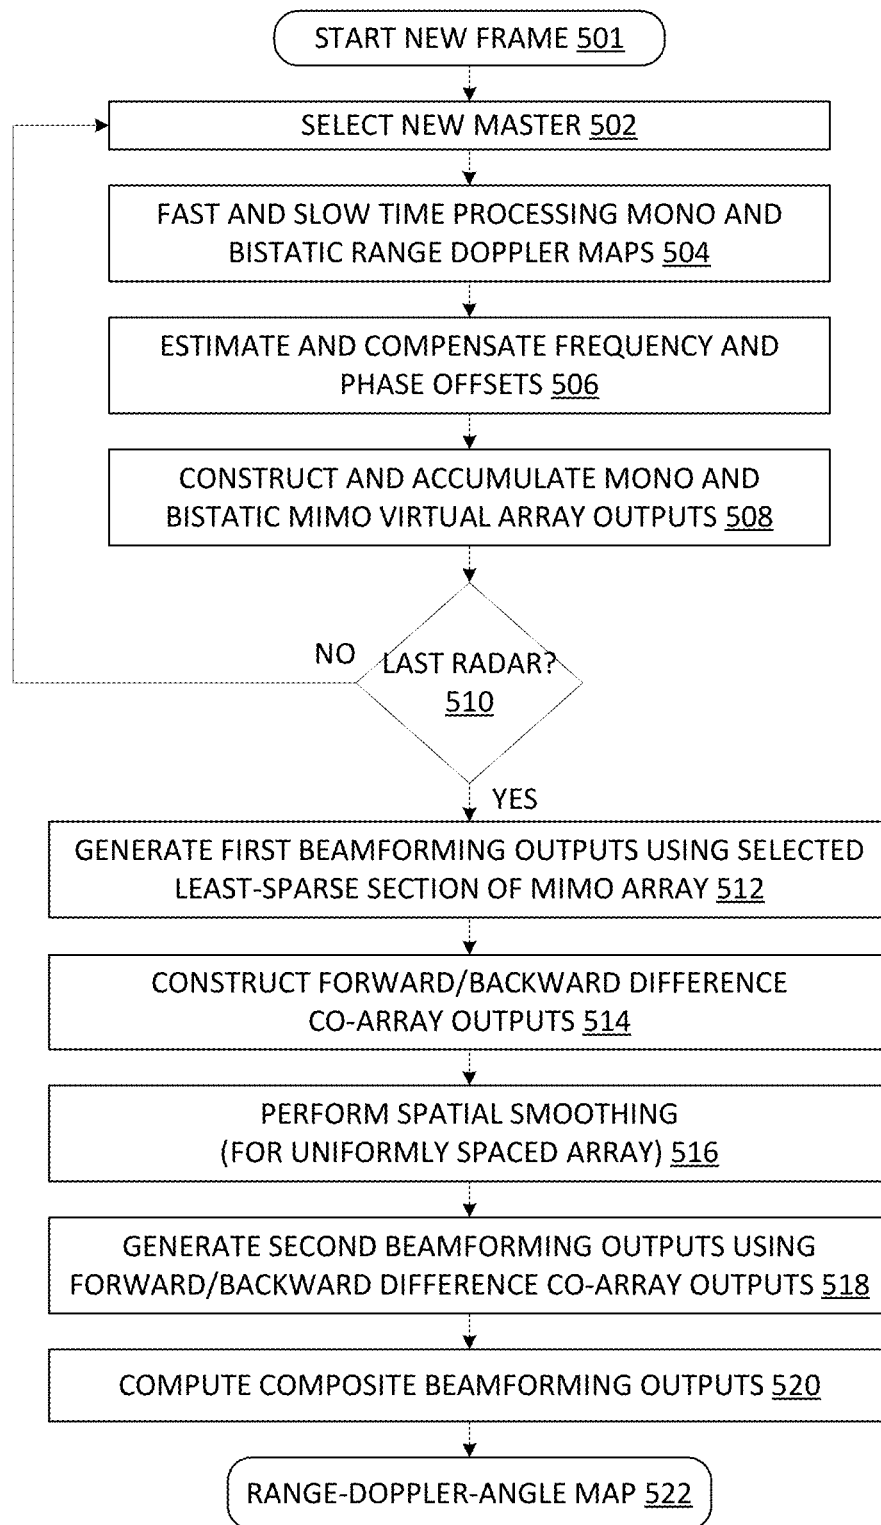 START NEW FRAME 501
SELECT NEW MASTER 502
FAST AND SLOW TIME PROCESSING MONO AND
BISTATIC RANGE DOPPLER MAPS 504
ESTIMATE AND COMPENSATE FREQUENCY AND
PHASE OFFSETS 506
CONSTRUCT AND ACCUMULATE MONO AND
BISTATIC MIMO VIRTUAL ARRAY OUTPUTS 508
NO
LAST RADAR?
510
YES
GENERATE FIRST BEAMFORMING OUTPUTS USING SELECTED
LEAST-SPARSE SECTION OF MIMO ARRAY 512
CONSTRUCT FORWARD/BACKWARD DIFFERENCE
CO-ARRAY OUTPUTS 514
PERFORM SPATIAL SMOOTHING
(FOR UNIFORMLY SPACED ARRAY) 516
GENERATE SECOND BEAMFORMING OUTPUTS USING
FORWARD/BACKWARD DIFFERENCE CO-ARRAY OUTPUTS 518
COMPUTE COMPOSITE BEAMFORMING OUTPUTS 520
RANGE-DOPPLER-ANGLE MAP 522